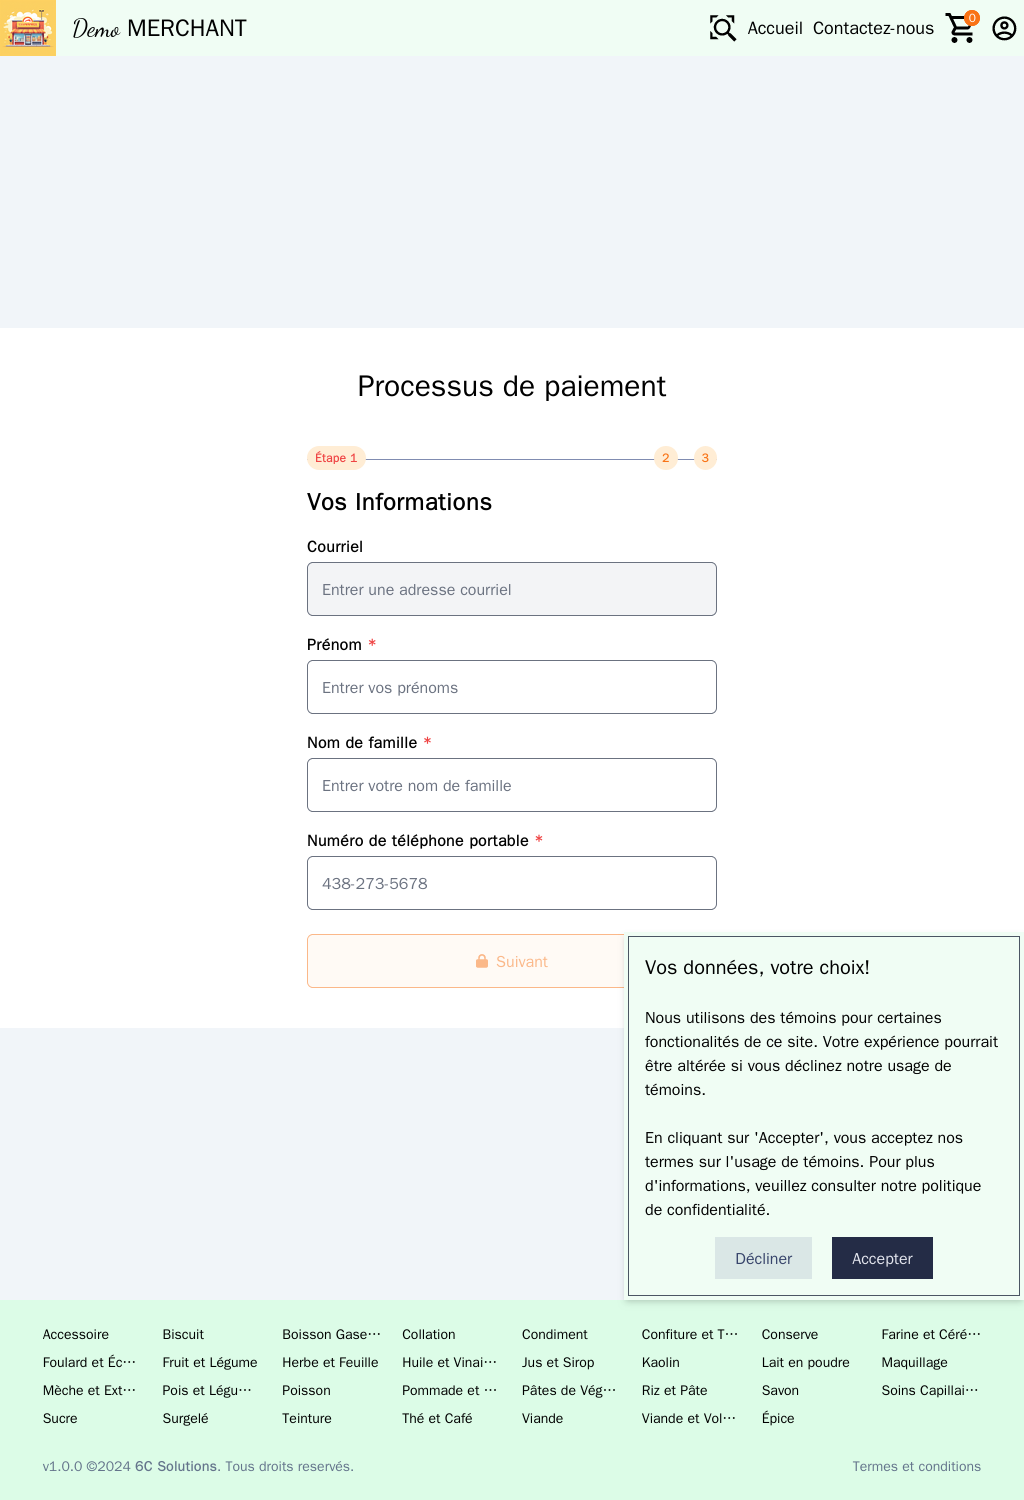 Demo MERCHANT
Accueil Contactez-nous 0
Processus de paiement
Étape 1 2 3
Vos Informations
Courriel
Entrer une adresse courriel
Prénom *
Entrer vos prénoms
Nom de famille *
Entrer votre nom de famille
Numéro de téléphone portable *
438-273-5678
Suivant
Vos données, votre choix!
Nous utilisons des témoins pour certaines
fonctionalités de ce site. Votre expérience pourrait
être altérée si vous déclinez notre usage de
témoins.
En cliquant sur 'Accepter', vous acceptez nos
termes sur l'usage de témoins. Pour plus
d'informations, veuillez consulter notre politique
de confidentialité.
Décliner Accepter
Accessoire Biscuit Boisson Gase… Collation Condiment Confiture et T… Conserve Farine et Céré…
Foulard et Éc… Fruit et Légume Herbe et Feuille Huile et Vinai… Jus et Sirop Kaolin Lait en poudre Maquillage
Mèche et Ext… Pois et Légu… Poisson Pommade et … Pâtes de Vég… Riz et Pâte Savon Soins Capillai…
Sucre Surgelé Teinture Thé et Café Viande Viande et Vol… Épice
v1.0.0 ©2024 6C Solutions. Tous droits reservés. Termes et conditions